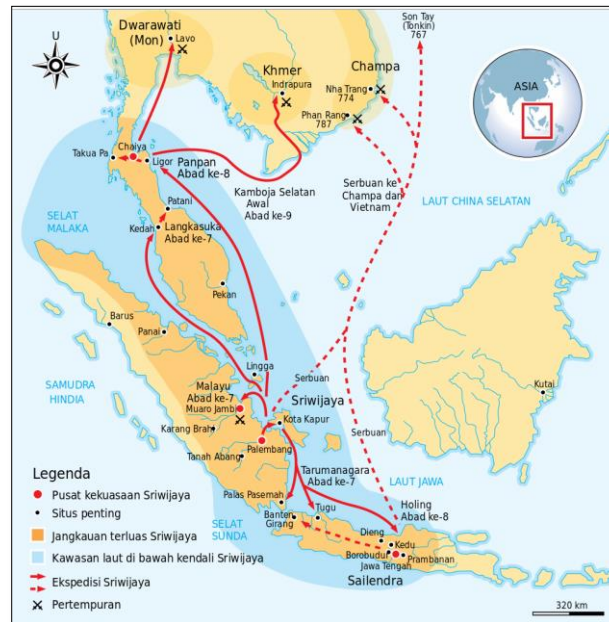 Son Tay
(Tonkin)
767
U
Dwarawati
(Mon)
Lavo
Khmer
Indrapura
Champa
Nha Trang
774
Phan Rang
787
ASIA
Chaiya
Takua Pa
Ligor
Panpan
Abad ke-8
Kamboja Selatan
Awal
Abad ke-9
Serbuan ke
Champa dan
Vietnam
LAUT CHINA SELATAN
SELAT
MALAKA
Patani
Kedah
Langkasuka
Abad ke-7
Pekan
Barus
Panai
Lingga
Serbuan
SAMUDRA
HINDIA
Malayu
Abad ke-7
Muaro Jambi
Sriwijaya
Kota Kapur
Kutai
Karang Brahi
Palembang
Serbuan
Tanah Abang
Tarumanagara
Abad ke-7
LAUT JAWA
Palas Pasemah
Tugu
Holing
Abad ke-8
Banten
Girang
SELAT
SUNDA
Dieng
Kedu
Borobudur
Prambanan
Jawa Tengah
Sailendra
Legenda
Pusat kekuasaan Sriwijaya
Situs penting
Jangkauan terluas Sriwijaya
Kawasan laut di bawah kendali Sriwijaya
Ekspedisi Sriwijaya
Pertempuran
320 km